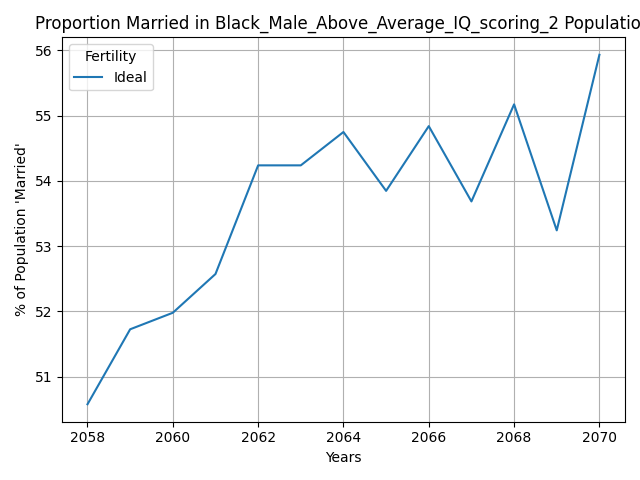 Proportion Married in Black_Male_Above_Average_IQ_scoring_2 Populatio
Fertility
Ideal
% of Population 'Married'
56
55
54
53
52
51
2058 2060 2062 2064 2066 2068 2070
Years